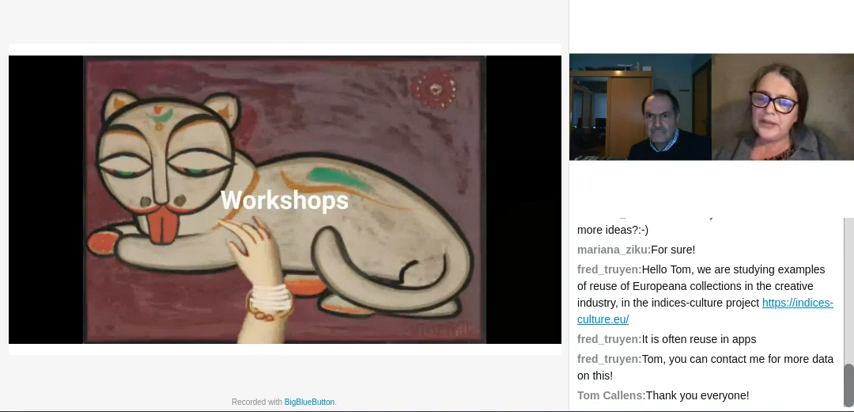 Workshops
Recorded with BigBlueButton.
more ideas?:-)
mariana_ziku:For sure!
fred_truyen:Hello Tom, we are studying examples
of reuse of Europeana collections in the creative
industry, in the indices-culture project https://indices-
culture.eu/
fred_truyen:It is often reuse in apps
fred_truyen:Tom, you can contact me for more data
on this!
Tom Callens:Thank you everyone!